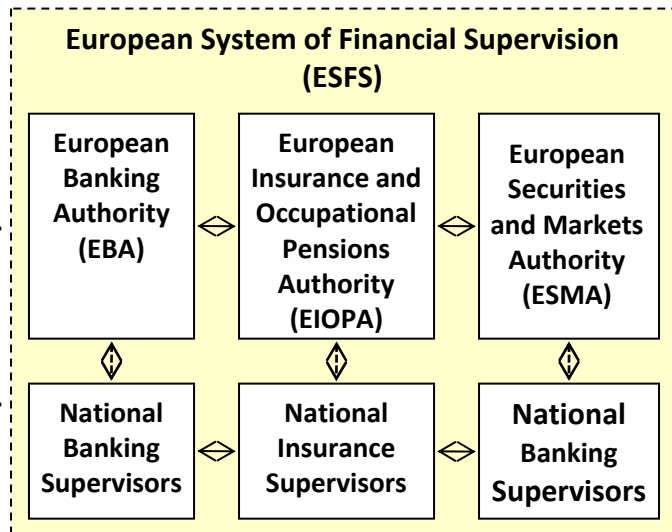 European System of Financial Supervision
(ESFS)
European
Banking
Authority
(EBA)
European
Insurance and
Occupational
Pensions
Authority
(EIOPA)
European
Securities
and Markets
Authority
(ESMA)
National
Banking
Supervisors
National
Insurance
Supervisors
National
Banking
Supervisors